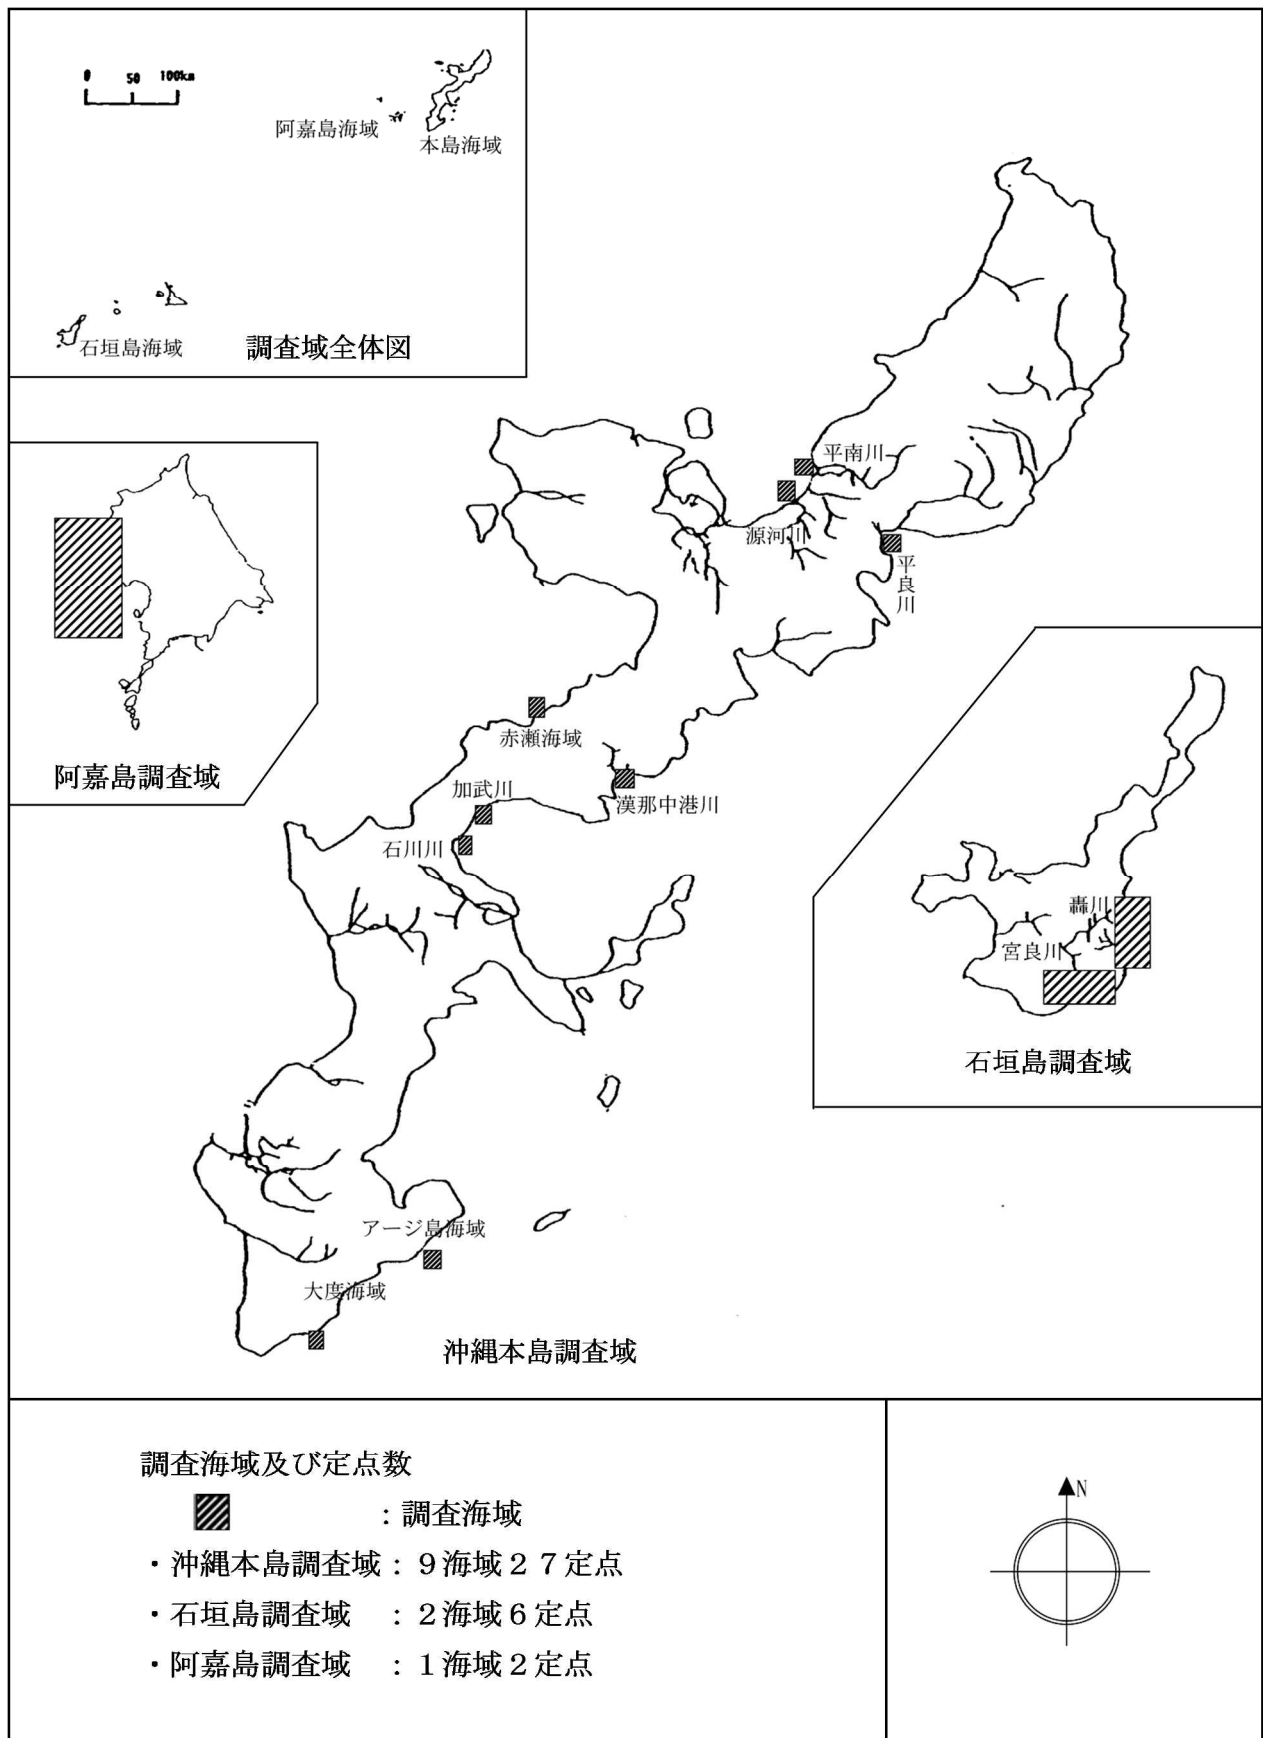 0 50 100km
阿嘉島海域
本島海域
石垣島海域
調査域全体図
平南川
源河川
平良川
阿嘉島調査域
赤瀬海域
加武川
漢那中港川
石川川
轟川
宮良川
石垣島調査域
アージ島海域
大度海域
沖縄本島調査域
調査海域及び定点数
：調査海域
・沖縄本島調査域：９海域２７定点
・石垣島調査域　：２海域６定点
・阿嘉島調査域　：１海域２定点
N